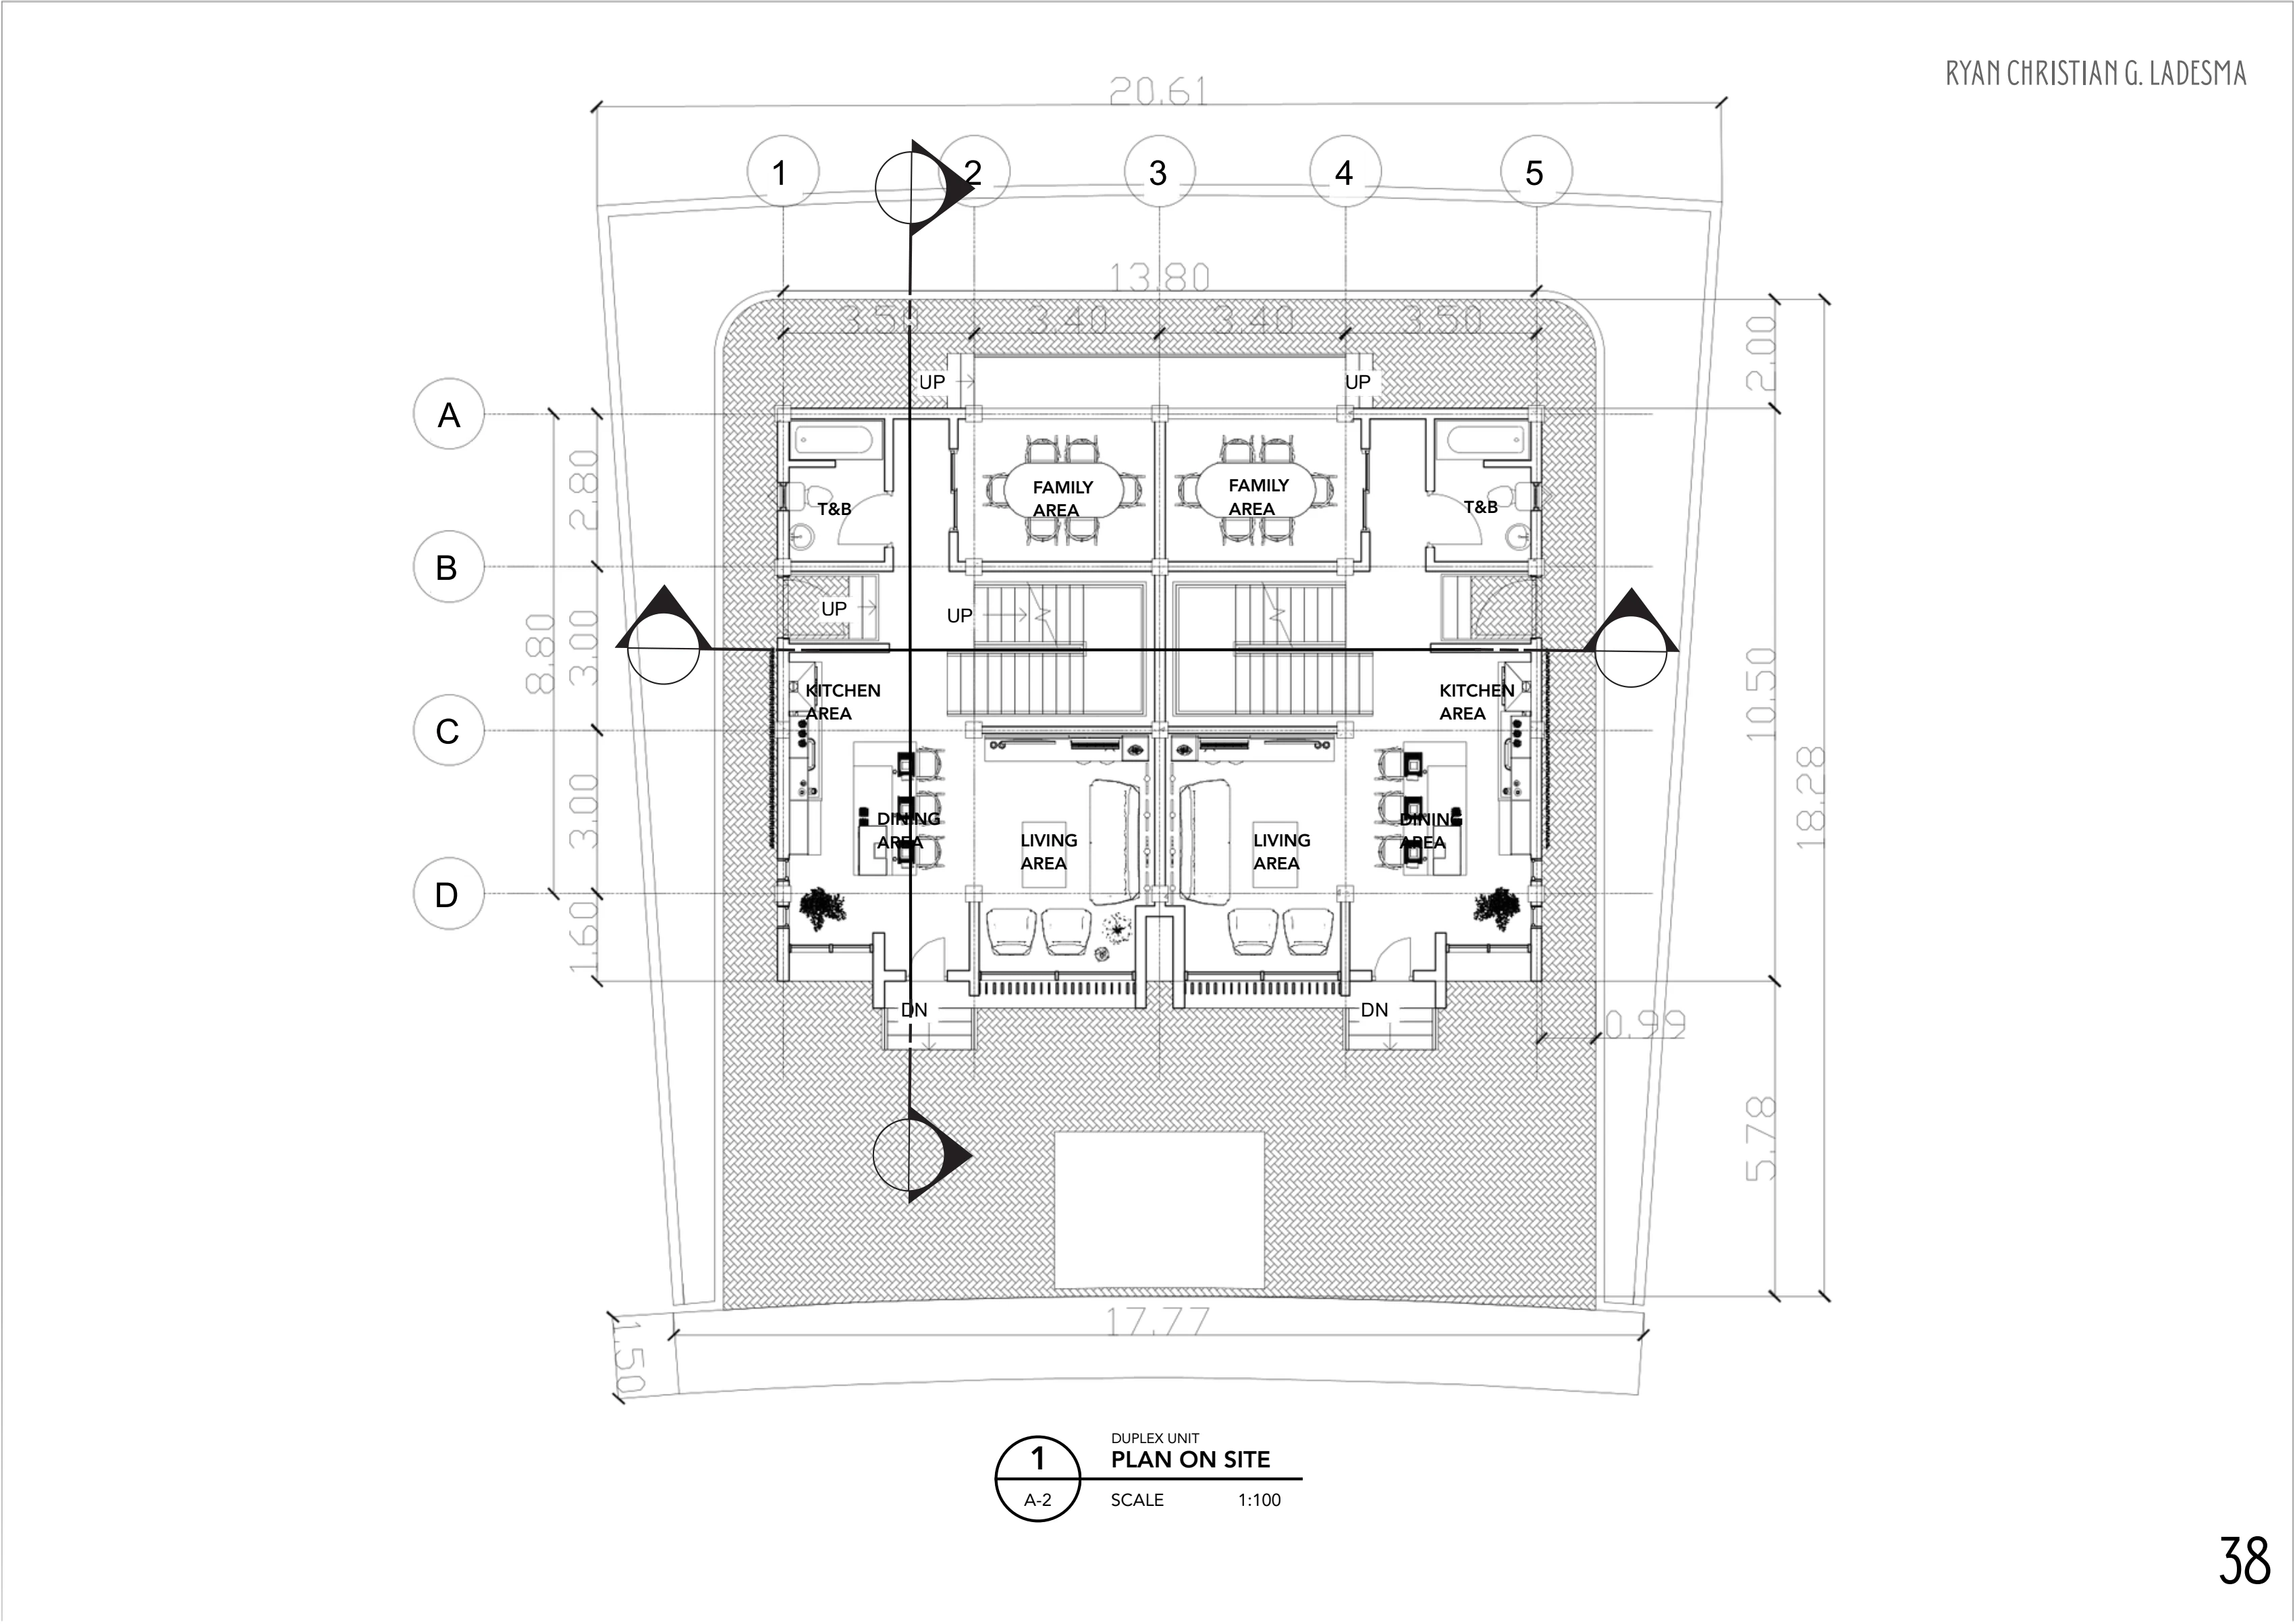 RYAN CHRISTIAN G. LADESMA
20.61
1 2 3 4 5
13.80
3.50 3.40 3.40 3.50
2.00
UP UP
A
2.80
FAMILY
AREA
FAMILY
AREA
T&B
T&B
B
UP
UP
8.80
3.00
10.50
KITCHEN
AREA
KITCHEN
AREA
C
18.28
3.00
DINING
AREA
LIVING
AREA
LIVING
AREA
DINING
AREA
D
1.60
DN DN
0.99
5.78
17.77
1.50
1
A-2
DUPLEX UNIT
PLAN ON SITE
SCALE 1:100
38